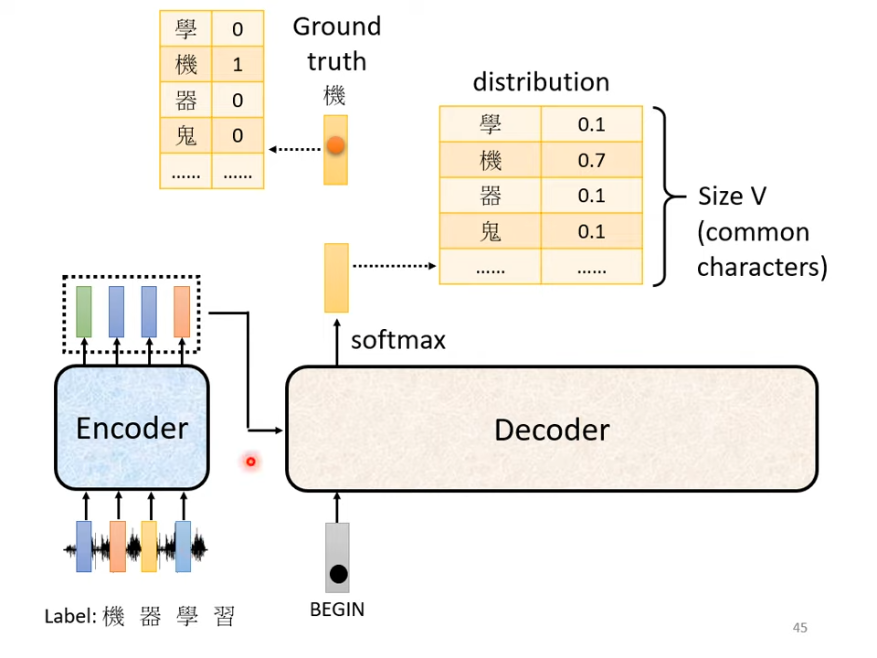 學 0
機 1
器 0
鬼 0
…… ……
Ground
truth
機
distribution
學 0.1
機 0.7
器 0.1
鬼 0.1
…… ……
Size V
(common
characters)
softmax
Encoder
Decoder
Label: 機 器 學 習
BEGIN
45